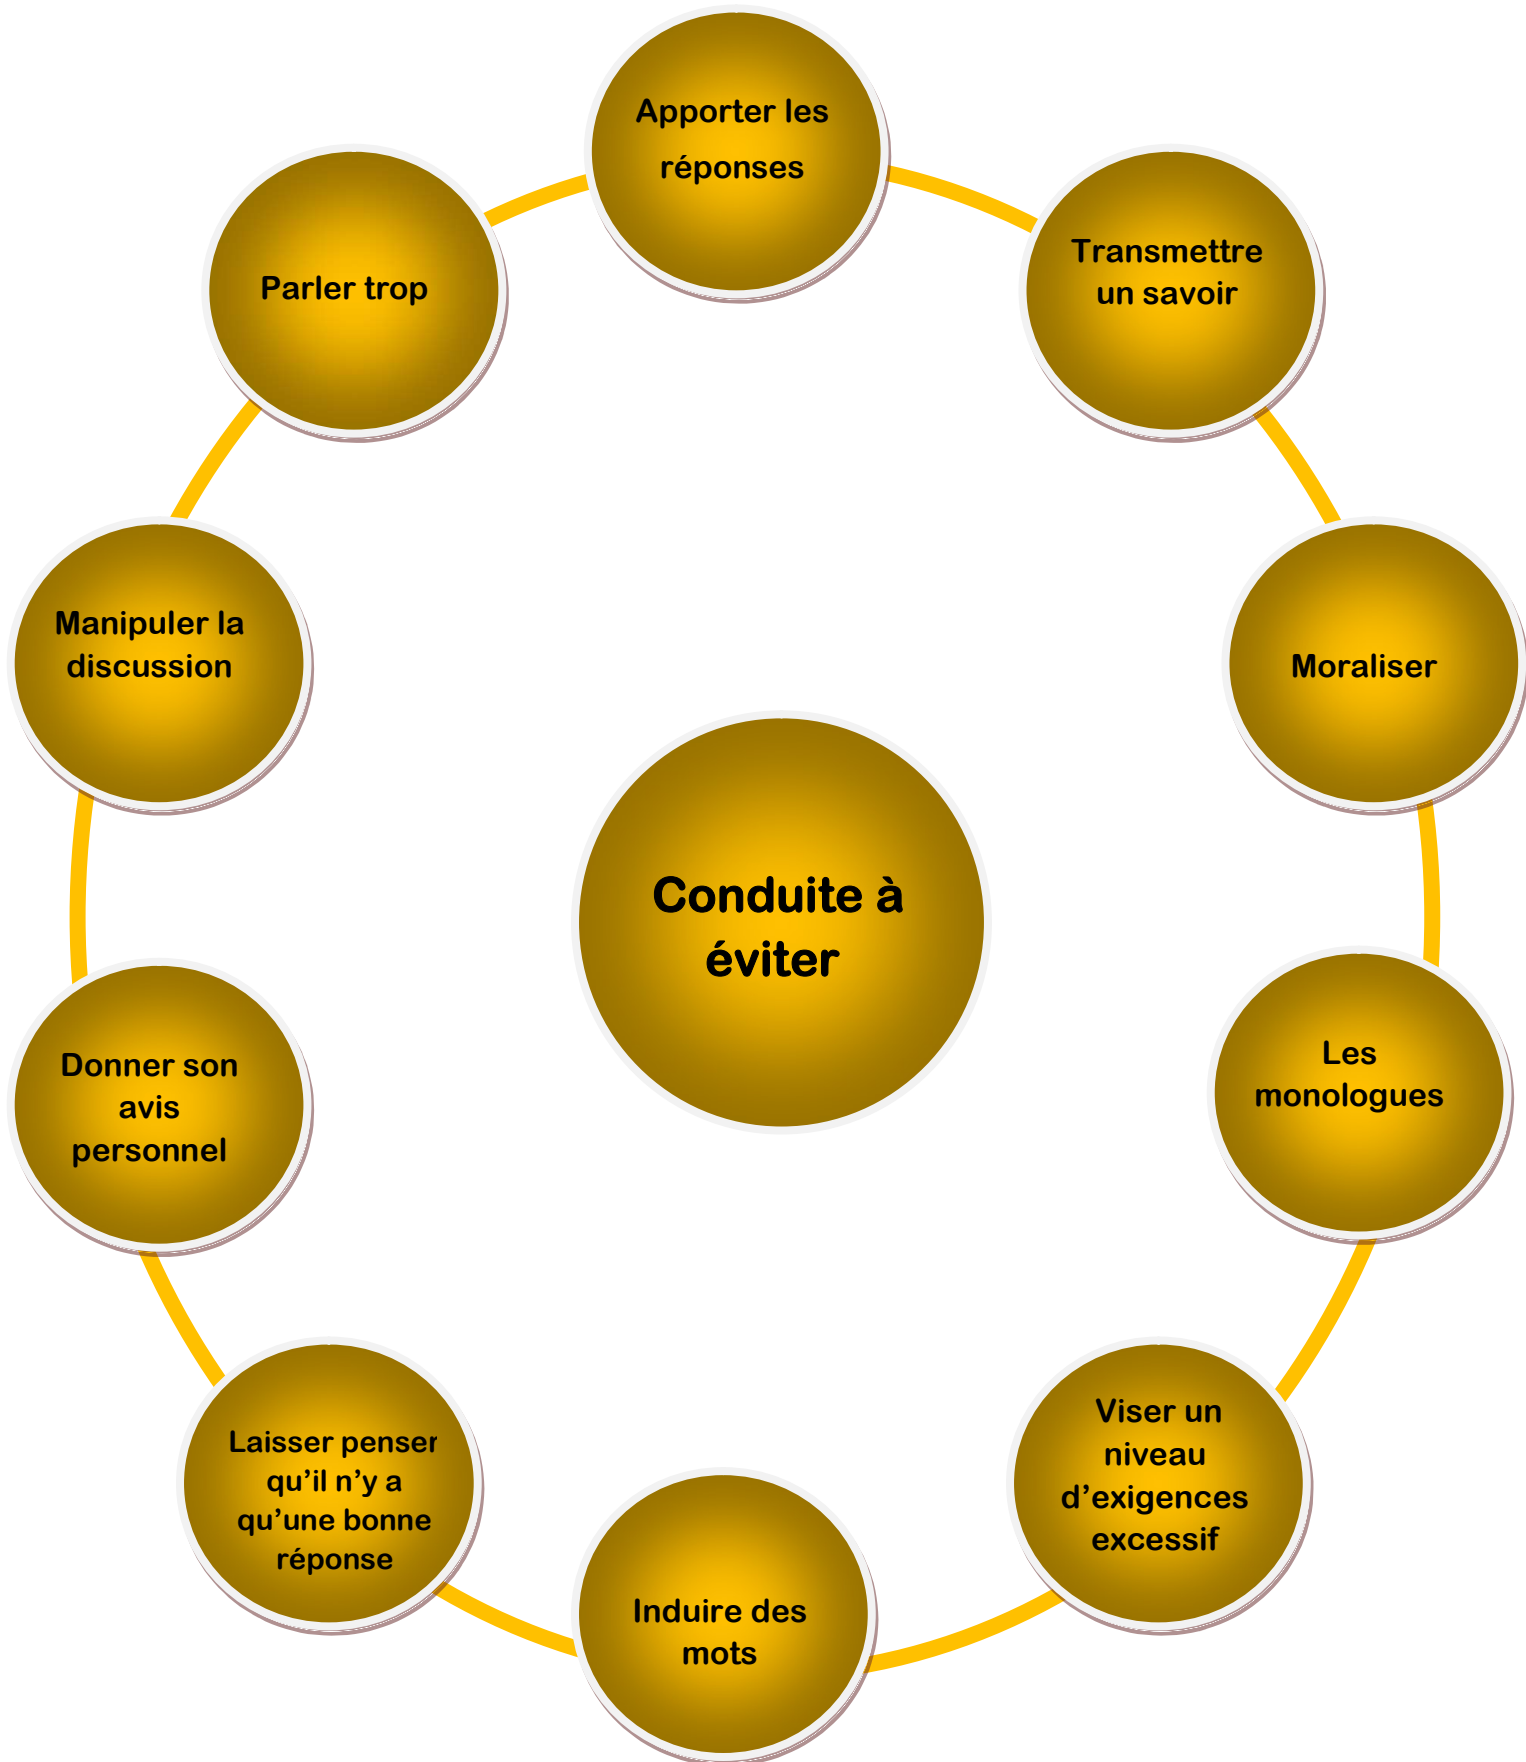 Apporter les
réponses
Transmettre
un savoir
Moraliser
Les
monologues
Viser un
niveau
d’exigences
excessif
Induire des
mots
Laisser penser
qu’il n’y a
qu’une bonne
réponse
Donner son
avis
personnel
Manipuler la
discussion
Parler trop
Conduite à
éviter